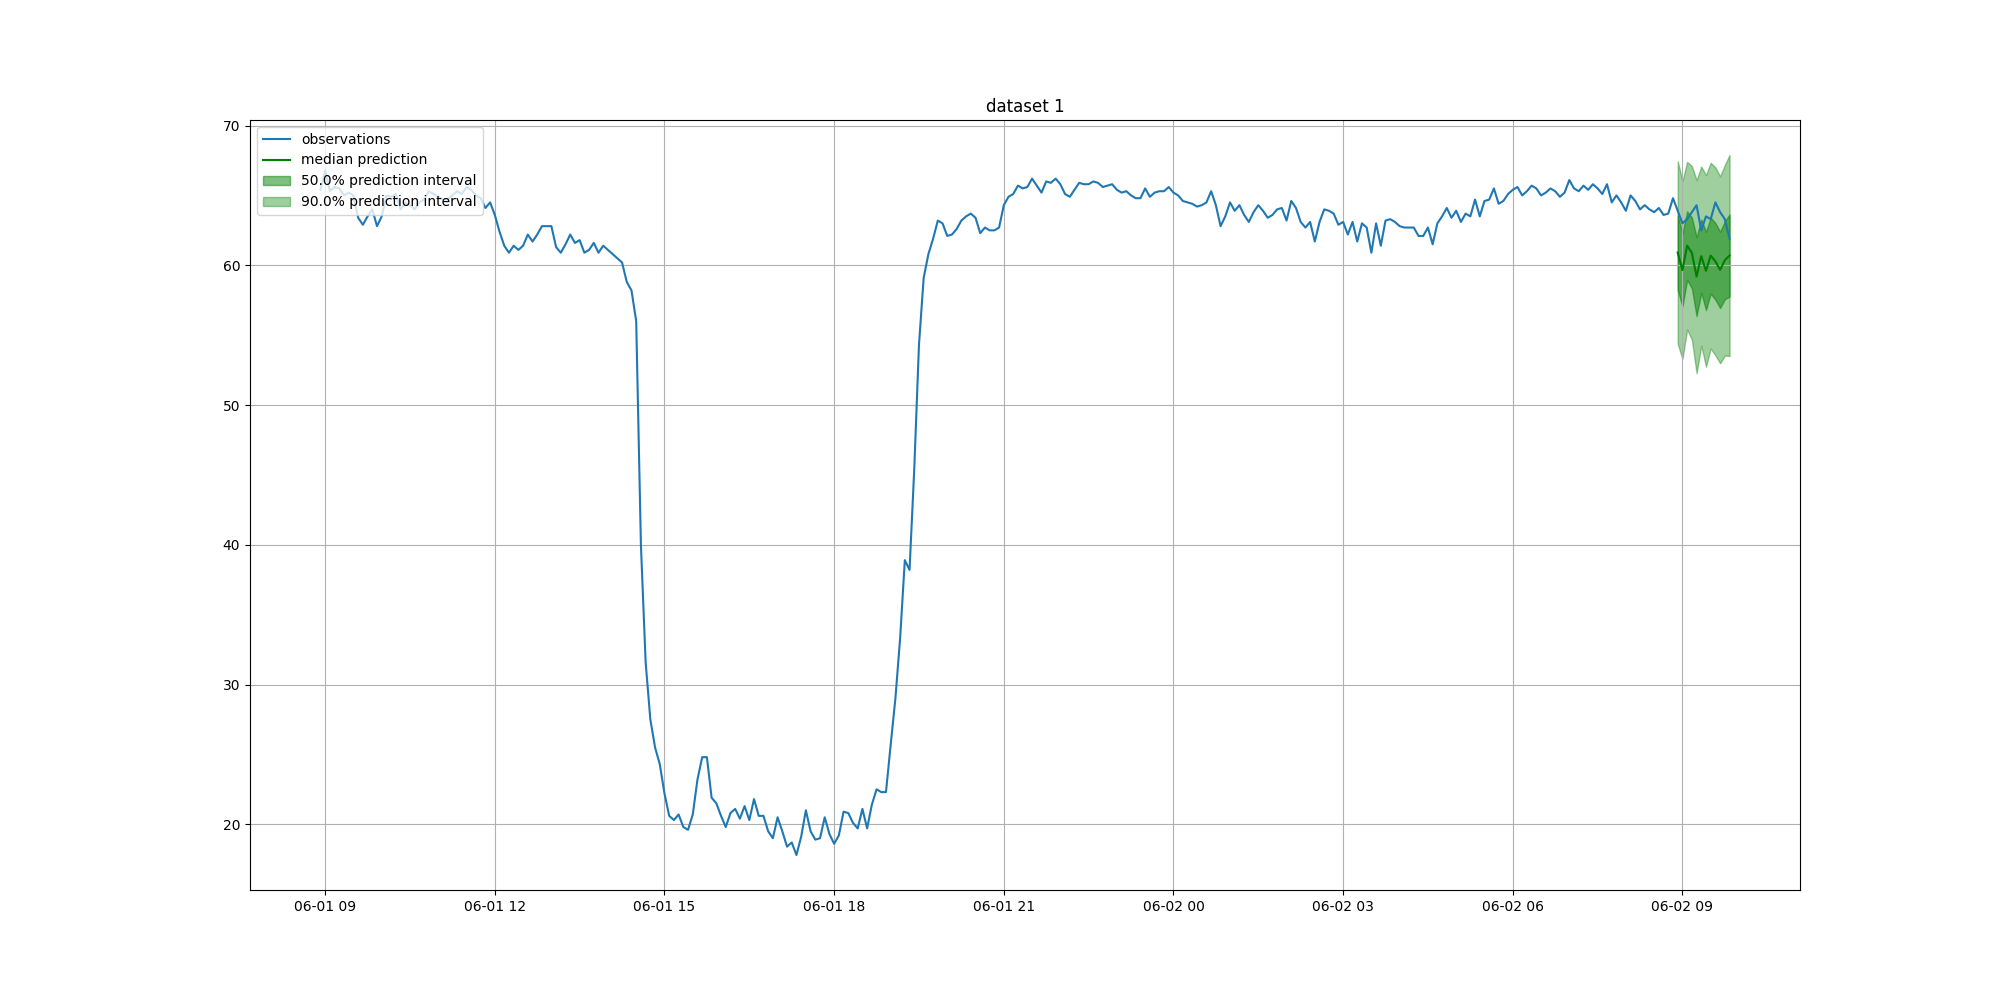 dataset 1
70
observations
median prediction
50.0% prediction interval
90.0% prediction interval
60
50
40
30
20
06-01 09 06-01 12 06-01 15 06-01 18 06-01 21 06-02 00 06-02 03 06-02 06 06-02 09